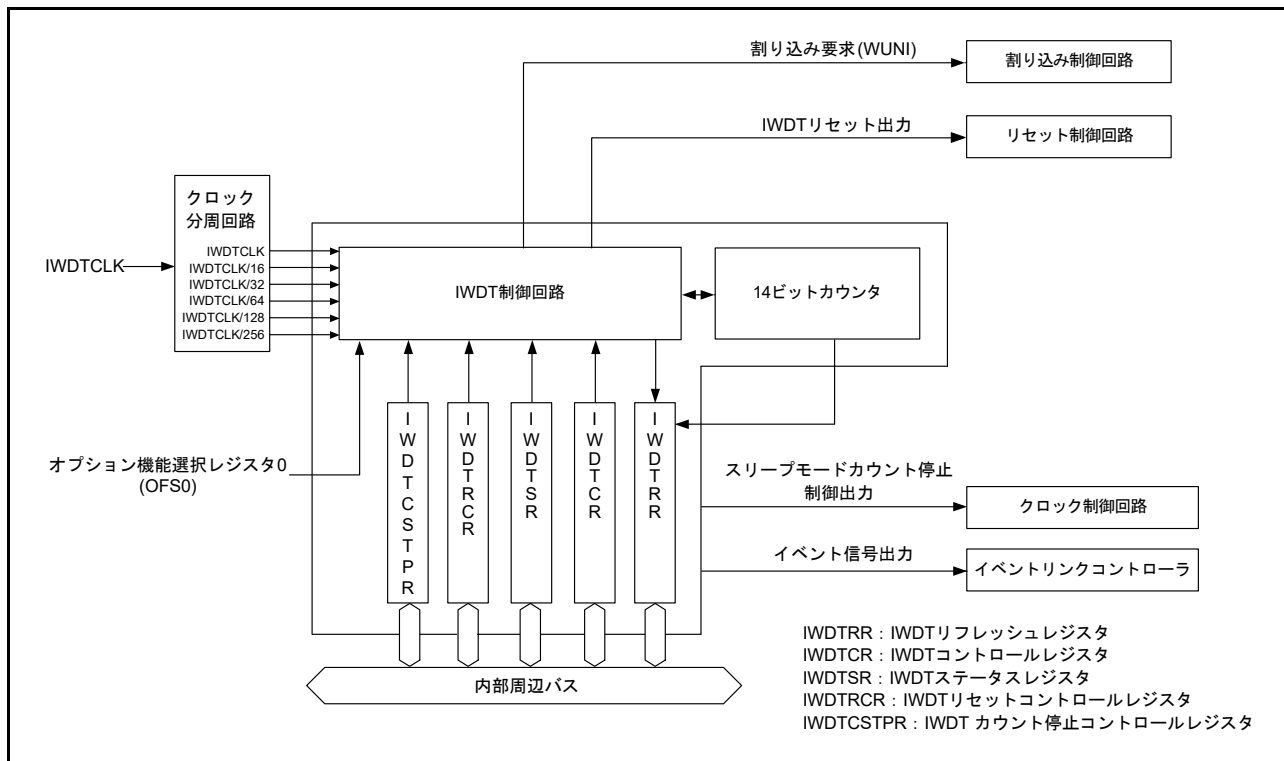 割り込み要求(WUNI)
割り込み制御回路
IWDTリセット出力
リセット制御回路
クロック
分周回路
IWDTCLK
IWDTCLK
IWDTCLK/16
IWDTCLK/32
IWDTCLK/64
IWDTCLK/128
IWDTCLK/256
IWDT制御回路
14ビットカウンタ
オプション機能選択レジスタ0
(OFS0)
IWDTCSTPR
IWDTRCR
IWDTSR
IWDTCR
IWDTRR
スリープモードカウント停止
制御出力
クロック制御回路
イベント信号出力
イベントリンクコントローラ
内部周辺バス
IWDTRR：IWDTリフレッシュレジスタ
IWDTCR：IWDTコントロールレジスタ
IWDTSR：IWDTステータスレジスタ
IWDTRCR：IWDTリセットコントロールレジスタ
IWDTCSTPR：IWDT カウント停止コントロールレジスタ